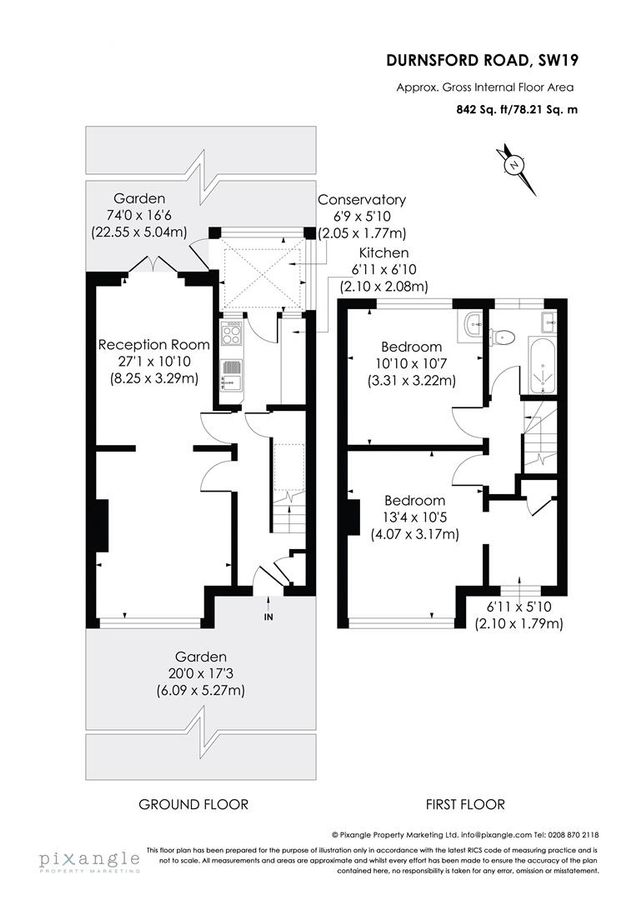 DURNSFORD ROAD, SW19
Approx. Gross Internal Floor Area
842 Sq. ft/78.21 Sq. m
N
Garden
74'0 x 16'6
(22.55 x 5.04m)
Conservatory
6'9 x 5'10
(2.05 x 1.77m)
Kitchen
6'11 x 6'10
(2.10 x 2.08m)
Reception Room
27'1 x 10'10
(8.25 x 3.29m)
Bedroom
10'10 x 10'7
(3.31 x 3.22m)
Bedroom
13'4 x 10'5
(4.07 x 3.17m)
6'11 x 5'10
(2.10 x 1.79m)
IN
Garden
20'0 x 17'3
(6.09 x 5.27m)
GROUND FLOOR
FIRST FLOOR
© Pixangle Property Marketing Ltd. info@pixangle.com Tel: 0208 870 2118
pixangle
PROPERTY MARKETING
This floor plan has been prepared for the purpose of illustration only in accordance with the latest RICS code of measuring practice and is
not to scale. All measurements and areas are approximate and whilst every effort has been made to ensure the accuracy of the plan
contained here, no responsibility is taken for any error, omission or misstatement.